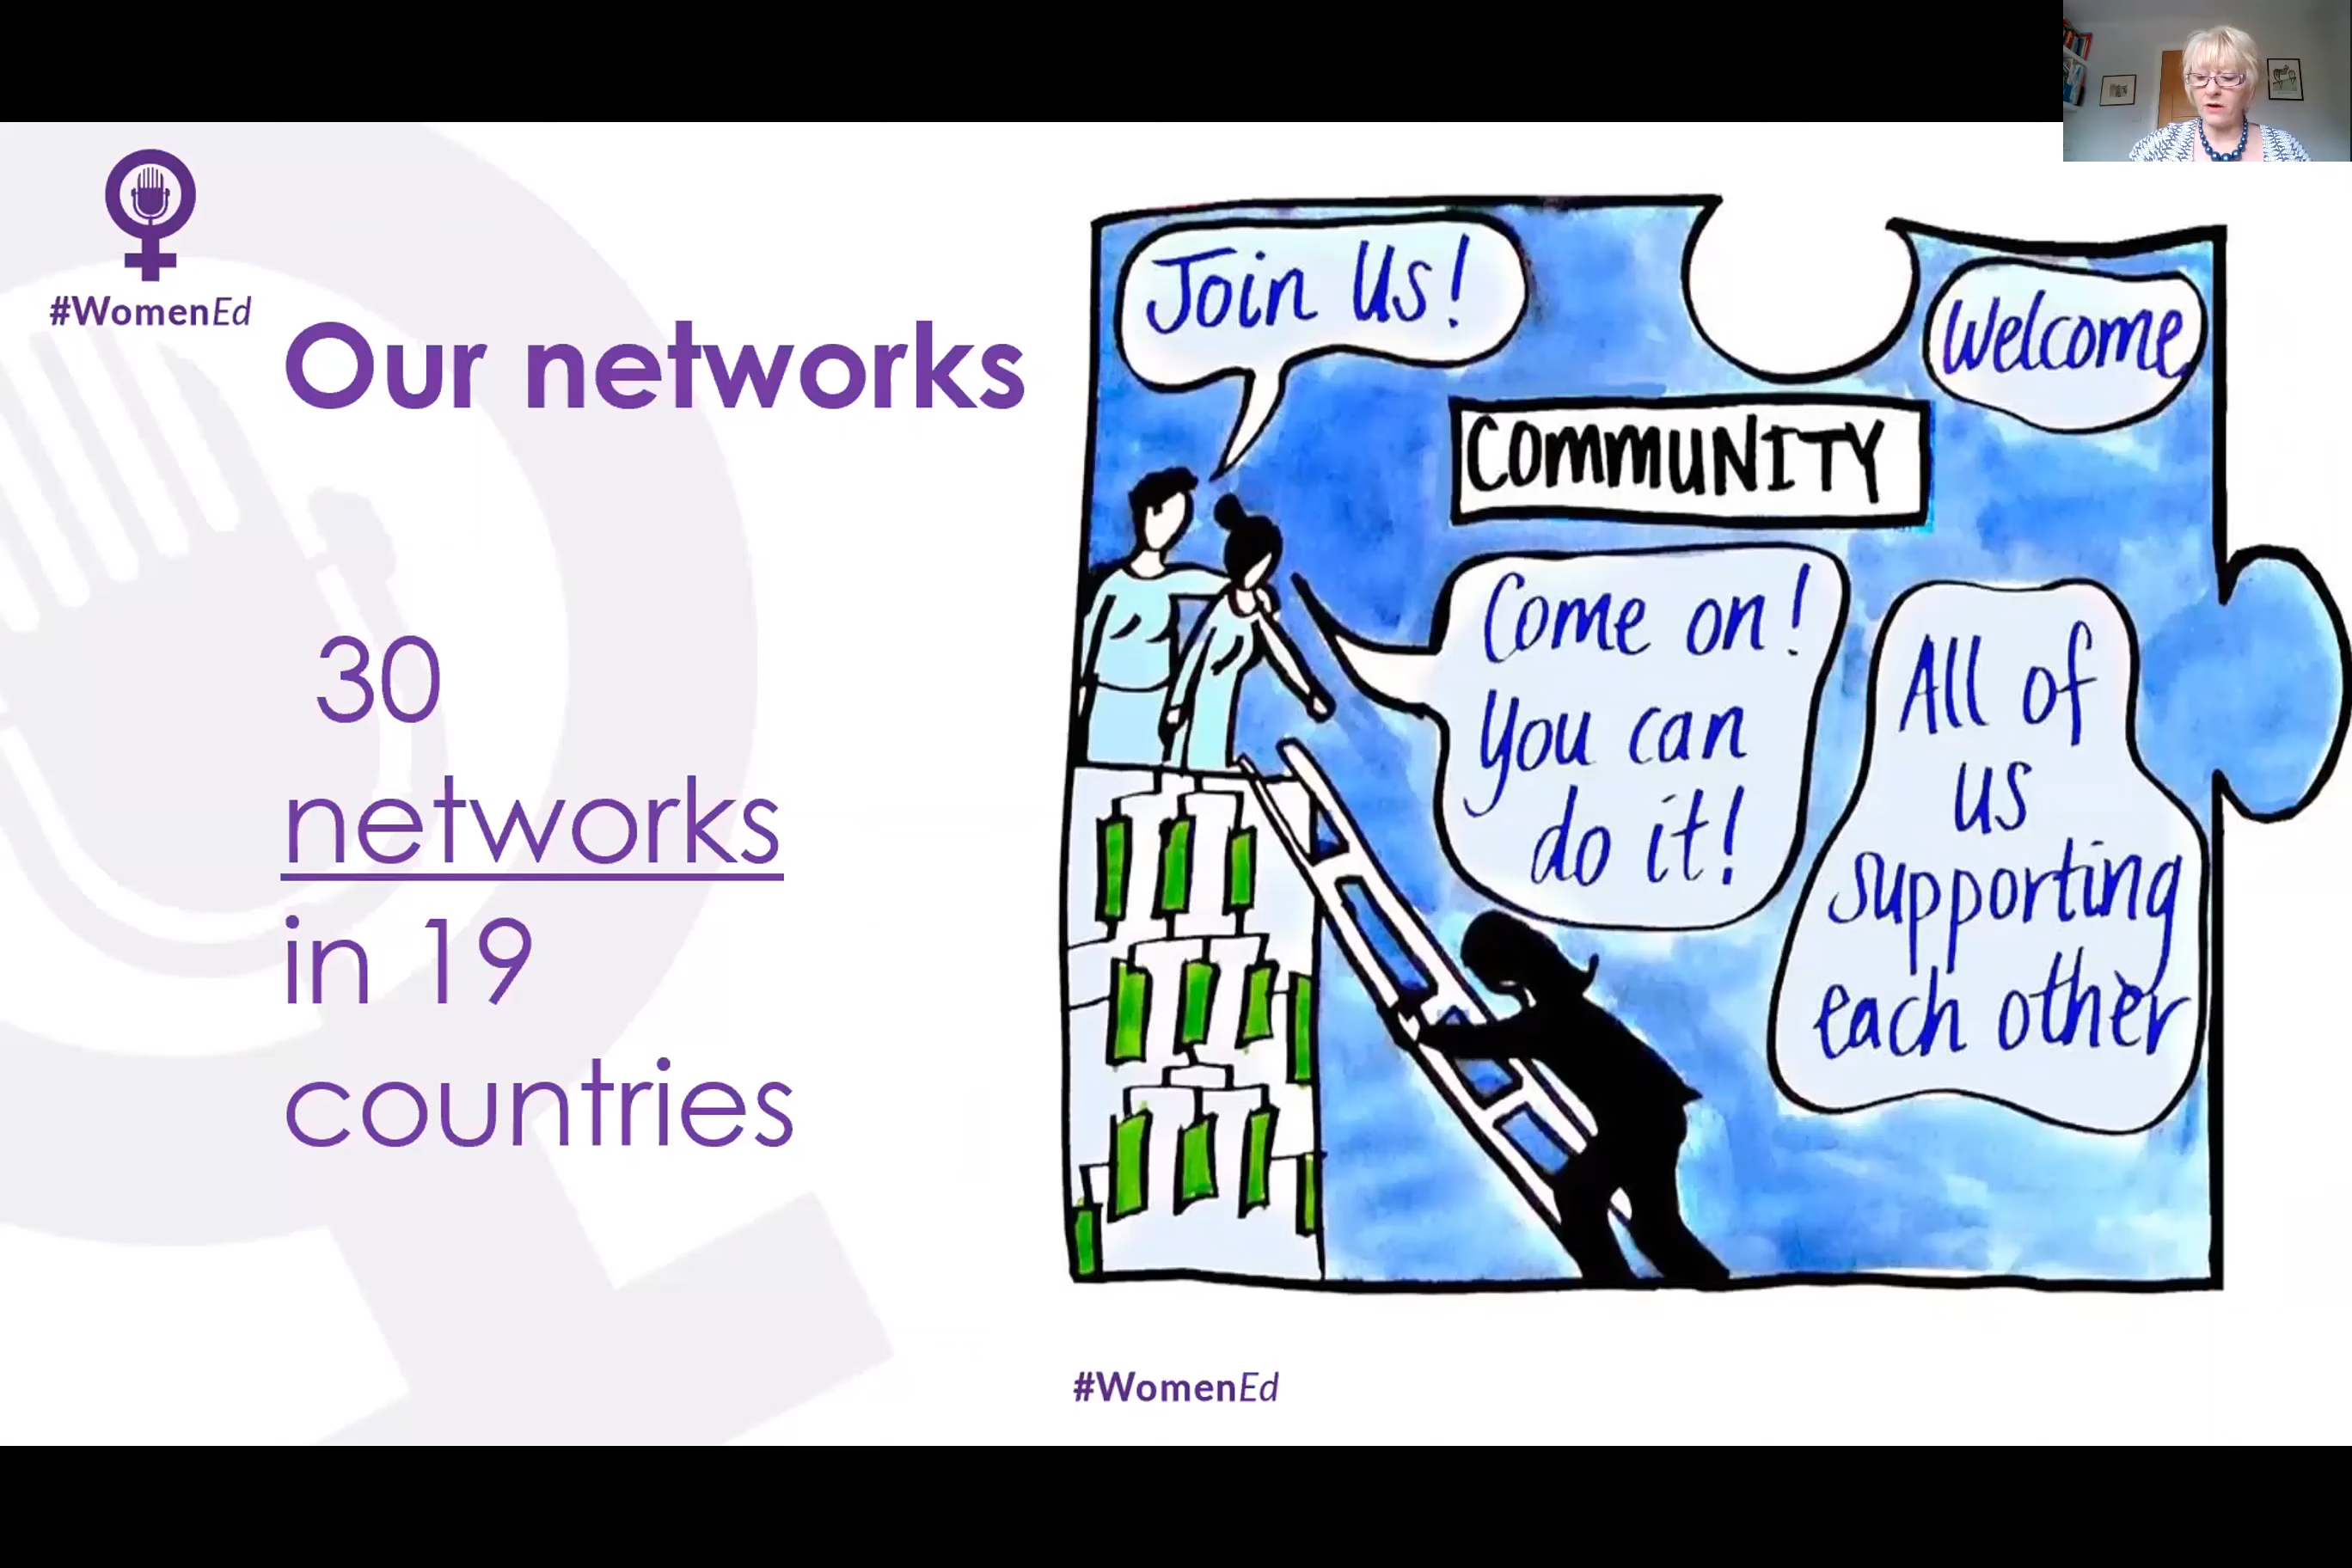 #WomenEd
Our networks
30
networks
in 19
countries
Join Us!
Welcome
COMMUNITY
Come on!
You can
do it!
All of
us
supporting
each other
#WomenEd